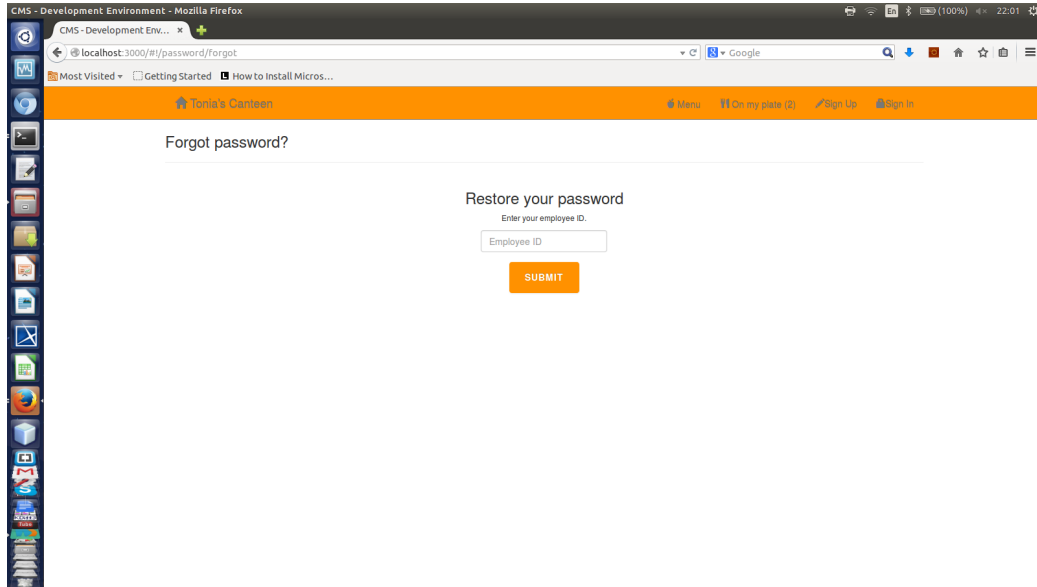 CMS - Development Environment - Mozilla Firefox
En (100%) 22:01
CMS - Development Env...
localhost:3000/#!/password/forgot
Google
Most Visited Getting Started How to Install Micros...
Tonia's Canteen Menu On my plate (2) Sign Up Sign In
Forgot password?
Restore your password
Enter your employee ID.
Employee ID
SUBMIT